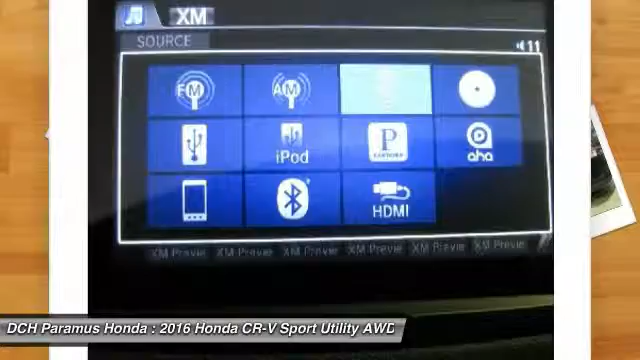 XM
SOURCE
11
FM
AM
iPod
P
PANDORA
aha
HDMI
XM Previe XM Previe XM Previe XM Previe XM Previe XM Previe
DCH Paramus Honda : 2016 Honda CR-V Sport Utility AWD